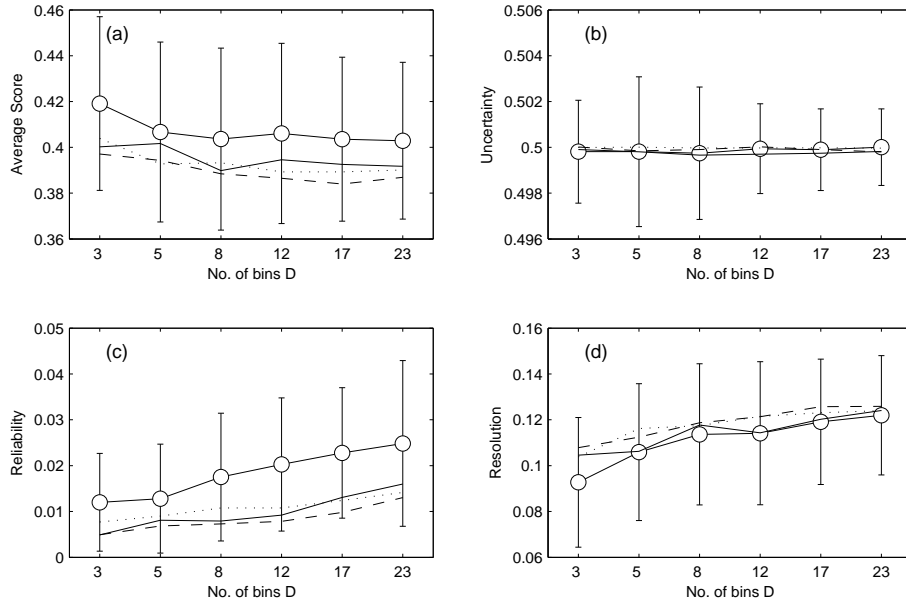 (a)
0.46
0.44
0.42
0.4
0.38
0.36
Average Score
3 5 8 12 17 23
No. of bins D
(b)
0.506
0.504
0.502
0.5
0.498
0.496
Uncertainty
3 5 8 12 17 23
No. of bins D
(c)
0.05
0.04
0.03
0.02
0.01
0
Reliability
3 5 8 12 17 23
No. of bins D
(d)
0.16
0.14
0.12
0.1
0.08
0.06
Resolution
3 5 8 12 17 23
No. of bins D